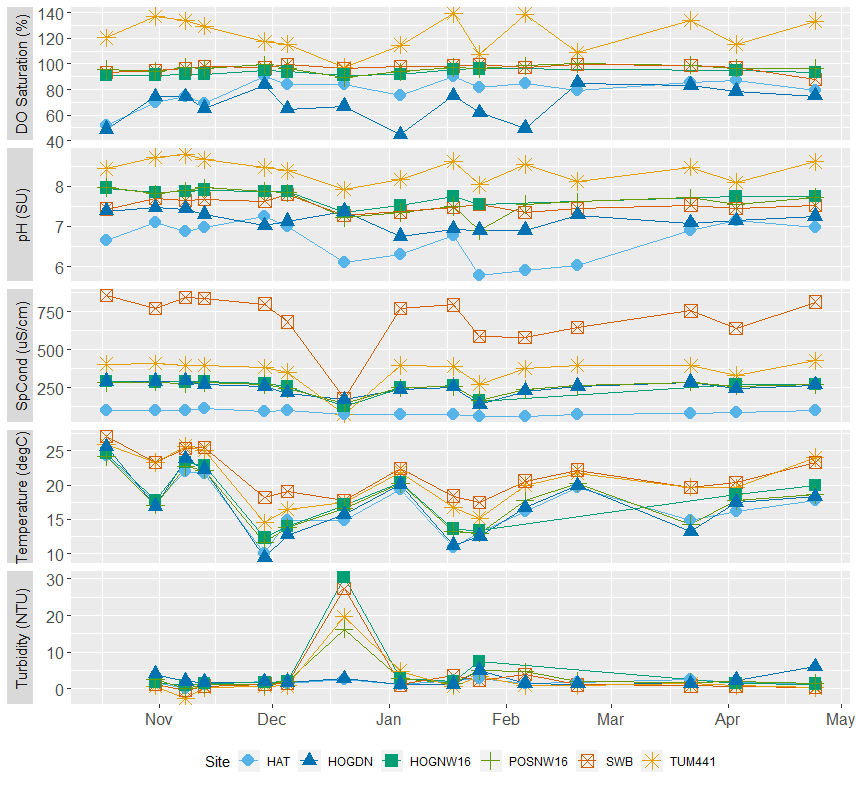 DO Saturation (%)
140
120
100
80
60
40
pH (SU)
8
7
6
SpCond (uS/cm)
750
500
250
Temperature (degC)
25
20
15
10
Turbidity (NTU)
30
20
10
0
Nov Dec Jan Feb Mar Apr May
Site HAT HOGDN HOGNW16 POSNW16 SWB TUM441